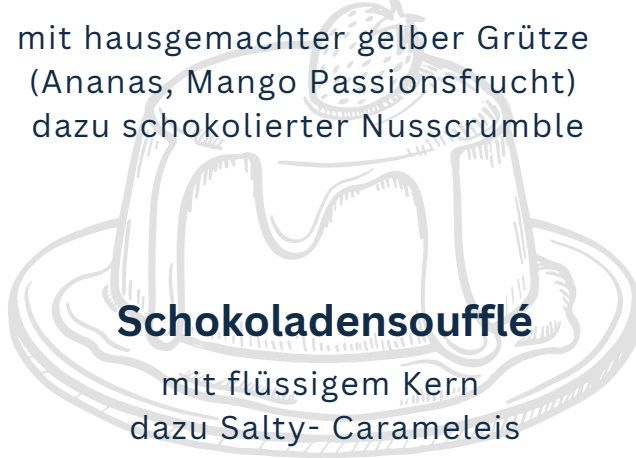 mit hausgemachter gelber Grütze
(Ananas, Mango Passionsfrucht)
dazu schokolierter Nusscrumble
Schokoladensoufflé
mit flüssigem Kern
dazu Salty- Carameleis